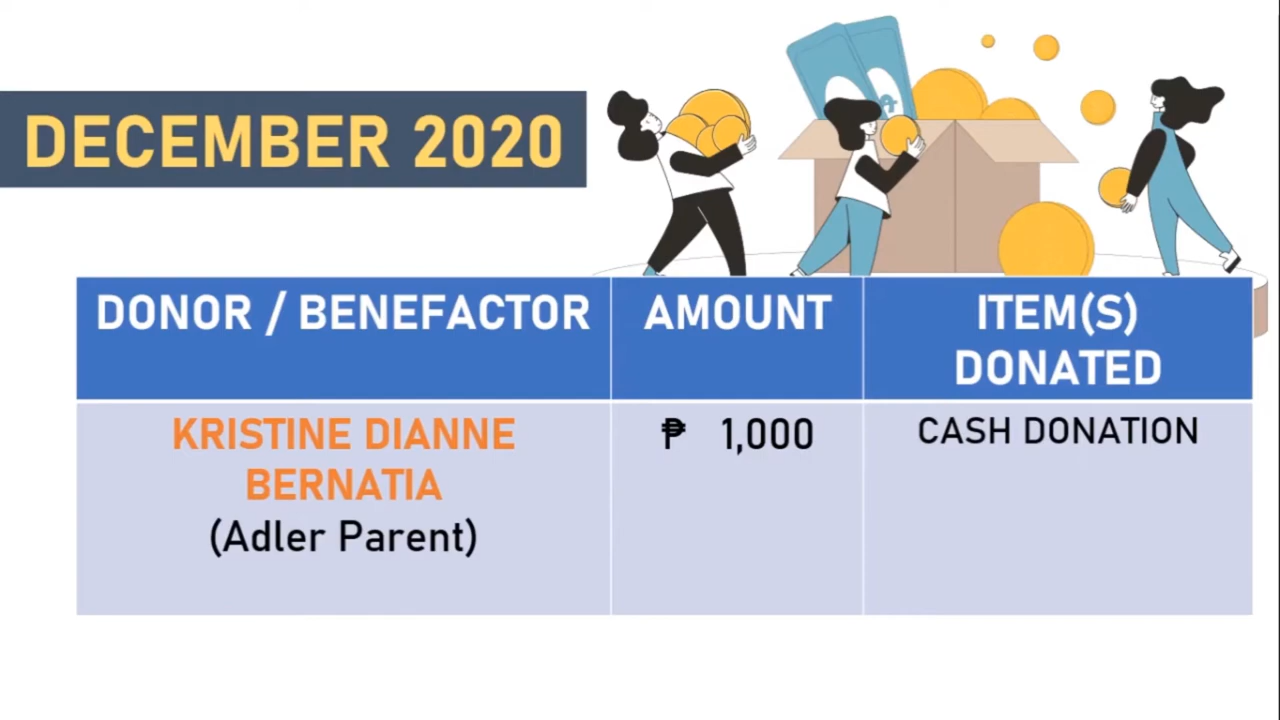 DECEMBER 2020
DONOR / BENEFACTOR
AMOUNT
ITEM(S)
DONATED
KRISTINE DIANNE
BERNATIA
(Adler Parent)
₱ 1,000
CASH DONATION